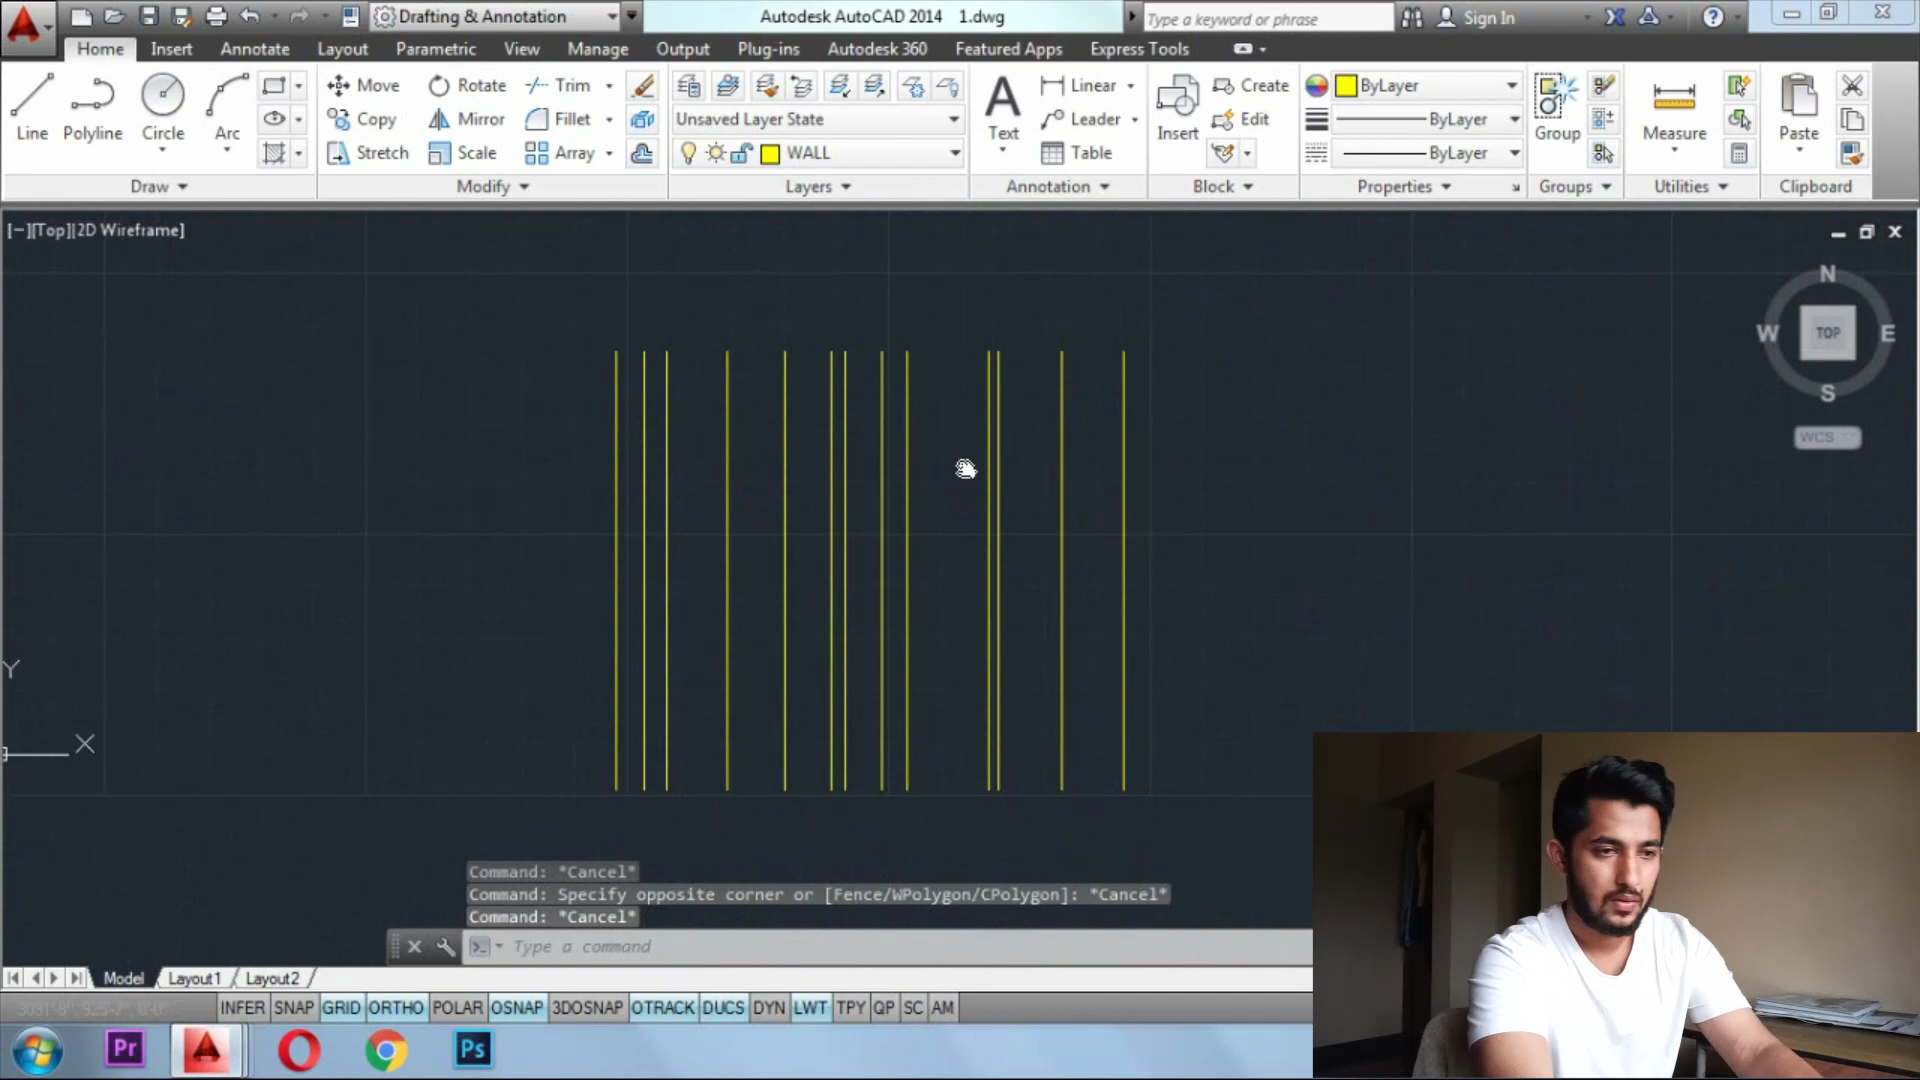 Drafting & Annotation
Autodesk AutoCAD 2014 1.dwg
Type a keyword or phrase
Sign In
Home Insert Annotate Layout Parametric View Manage Output Plug-ins Autodesk 360 Featured Apps Express Tools
Line Polyline Circle Arc
Move Rotate Trim
Copy Mirror Fillet
Stretch Scale Array
Unsaved Layer State
WALL
Text
Linear
Leader
Table
Insert
Create
Edit
ByLayer
ByLayer
ByLayer
Group
Measure
Paste
Draw Modify Layers Annotation Block Properties Groups Utilities Clipboard
[−][Top][2D Wireframe]
N
W TOP E
S
WCS
Y
X
Command: *Cancel*
Command: Specify opposite corner or [Fence/WPolygon/CPolygon]: *Cancel*
Command: *Cancel*
Type a command
Model Layout1 Layout2
INFER SNAP GRID ORTHO POLAR OSNAP 3DOSNAP OTRACK DUCS DYN LWT TPY QP SC AM
Pr
Ps